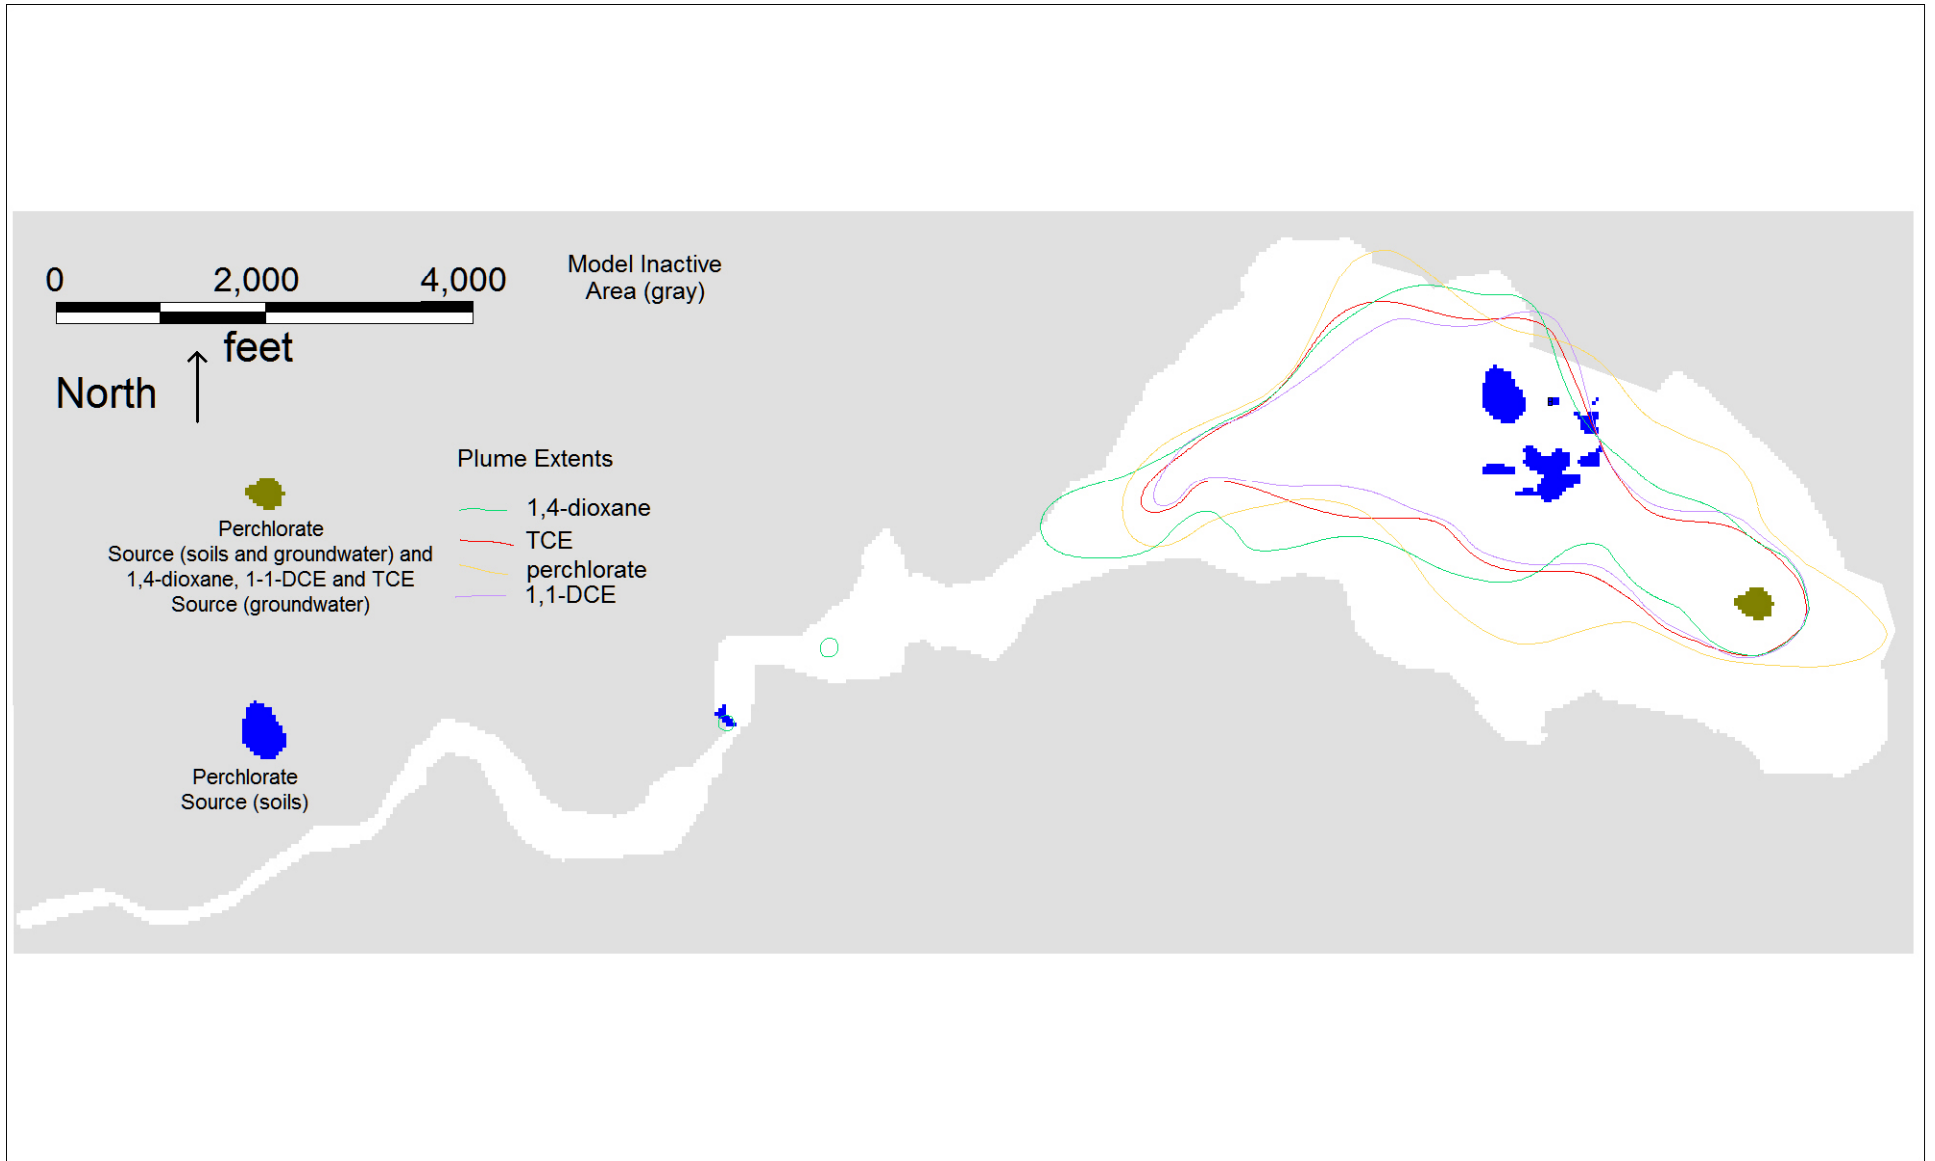 0 2,000 4,000
feet
North
Model Inactive
Area (gray)
Plume Extents
1,4-dioxane
TCE
perchlorate
1,1-DCE
Perchlorate
Source (soils and groundwater) and
1,4-dioxane, 1-1-DCE and TCE
Source (groundwater)
Perchlorate
Source (soils)